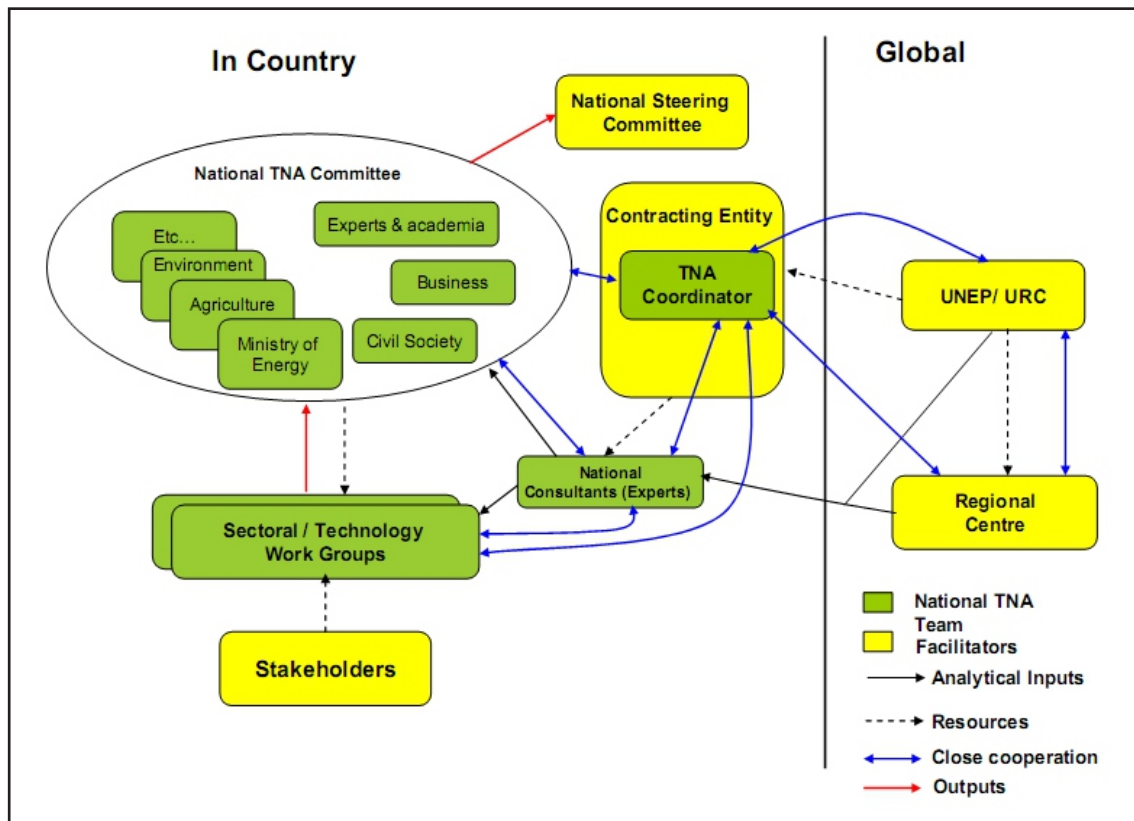 In Country
Global
National Steering
Committee
National TNA Committee
Etc...
Environment
Agriculture
Ministry of
Energy
Experts & academia
Business
Civil Society
Contracting Entity
TNA
Coordinator
UNEP/ URC
National
Consultants (Experts)
Regional
Centre
Sectoral / Technology
Work Groups
Stakeholders
National TNA
Team
Facilitators
Analytical Inputs
Resources
Close cooperation
Outputs